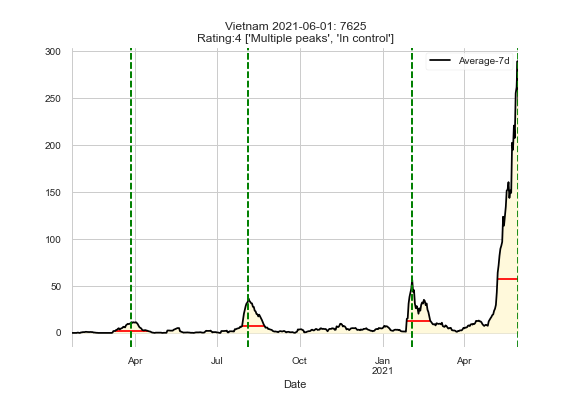 Vietnam 2021-06-01: 7625
Rating:4 ['Multiple peaks', 'In control']
300
Average-7d
250
200
150
100
50
0
Apr
Jul
Oct
Jan
2021
Apr
Date